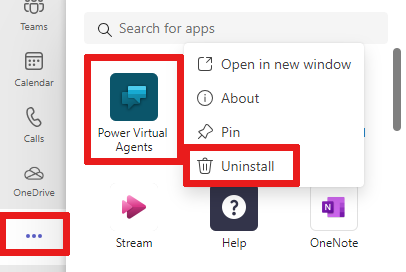 Teams
Calendar
Calls
OneDrive
Search for apps
Power Virtual
Agents
Open in new window
About
Pin
Uninstall
Stream
Help
OneNote